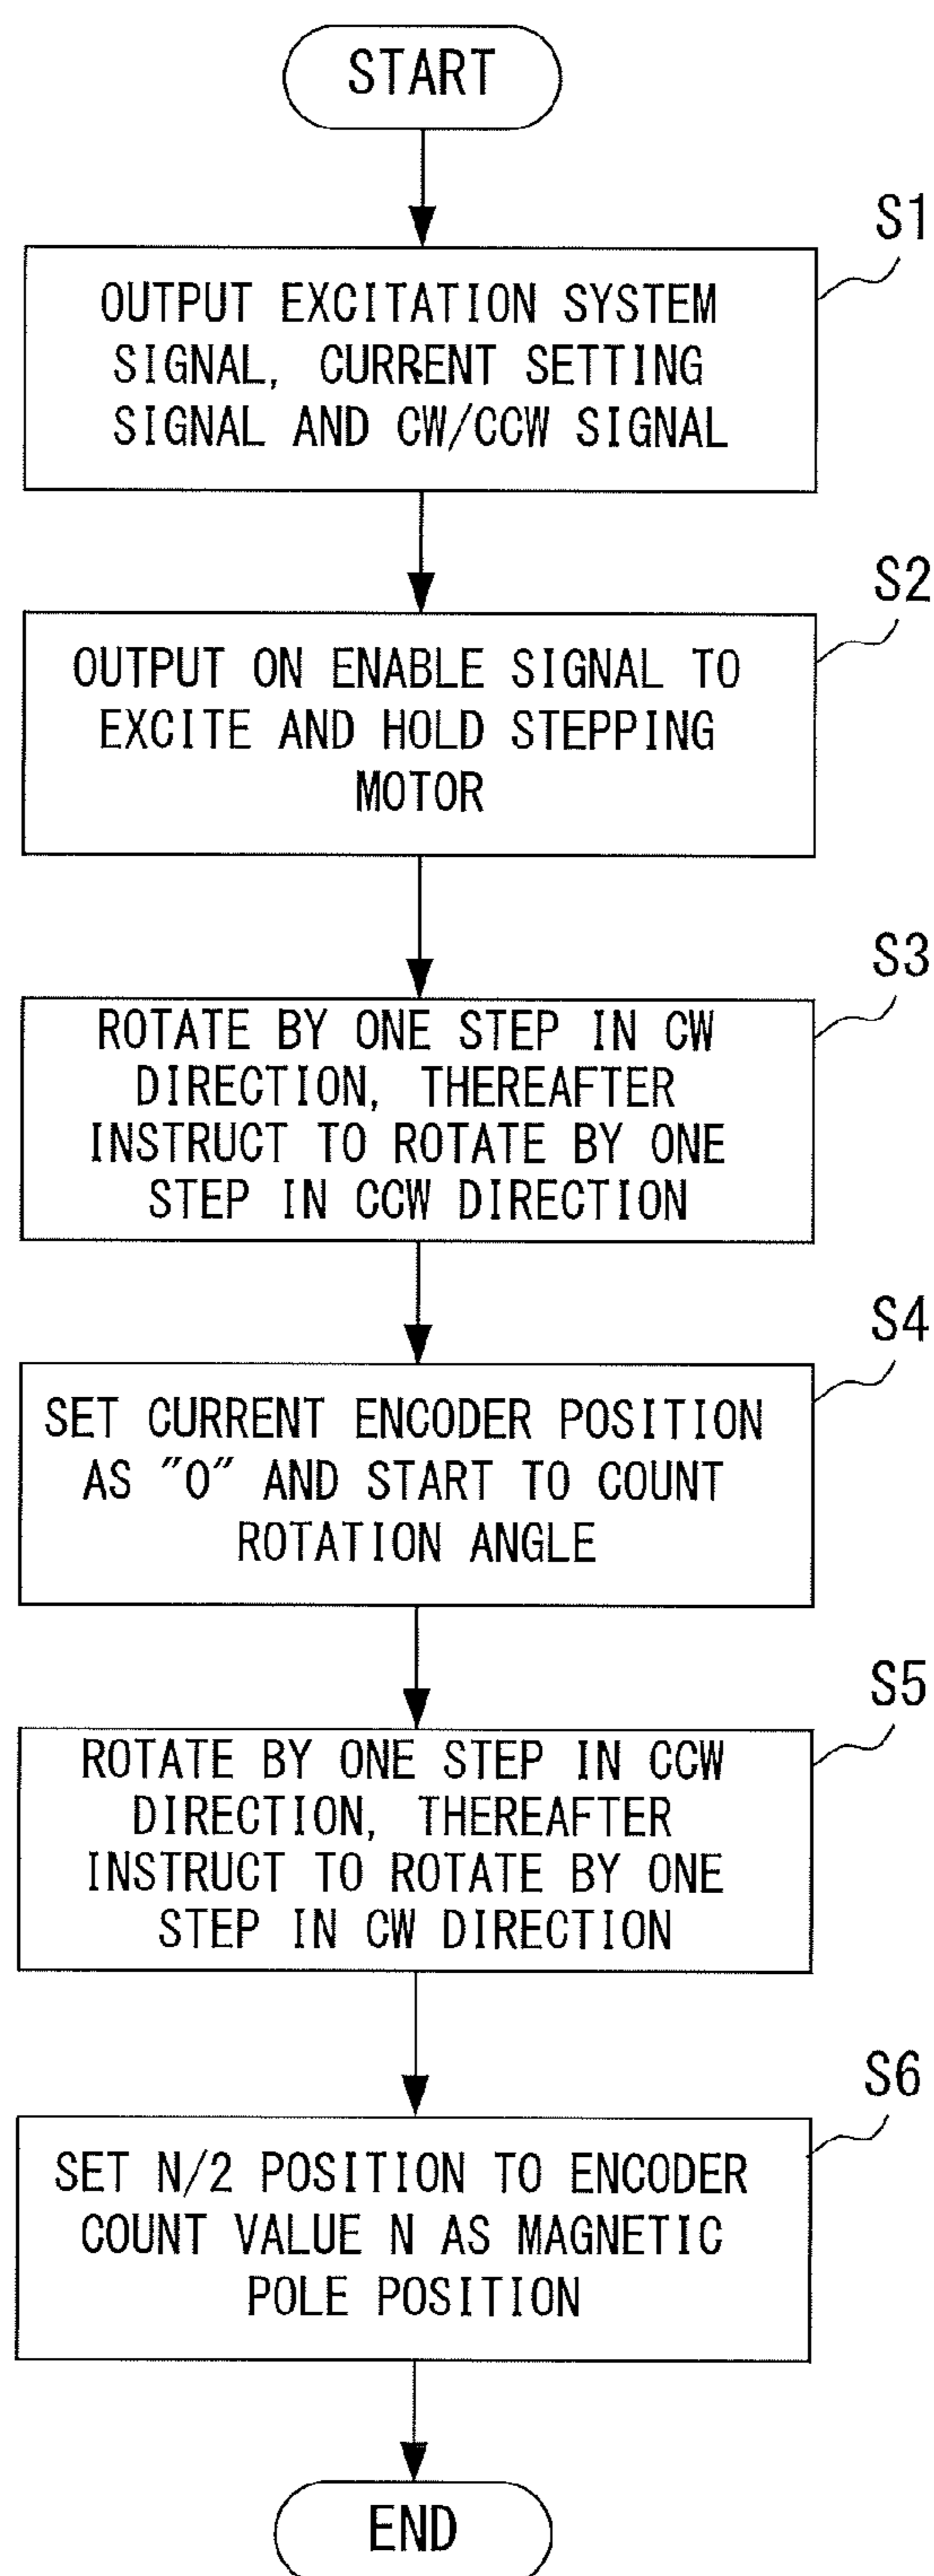 START
S1
OUTPUT EXCITATION SYSTEM
SIGNAL, CURRENT SETTING
SIGNAL AND CW/CCW SIGNAL
S2
OUTPUT ON ENABLE SIGNAL TO
EXCITE AND HOLD STEPPING
MOTOR
S3
ROTATE BY ONE STEP IN CW
DIRECTION, THEREAFTER
INSTRUCT TO ROTATE BY ONE
STEP IN CCW DIRECTION
S4
SET CURRENT ENCODER POSITION
AS "0" AND START TO COUNT
ROTATION ANGLE
S5
ROTATE BY ONE STEP IN CCW
DIRECTION, THEREAFTER
INSTRUCT TO ROTATE BY ONE
STEP IN CW DIRECTION
S6
SET N/2 POSITION TO ENCODER
COUNT VALUE N AS MAGNETIC
POLE POSITION
END